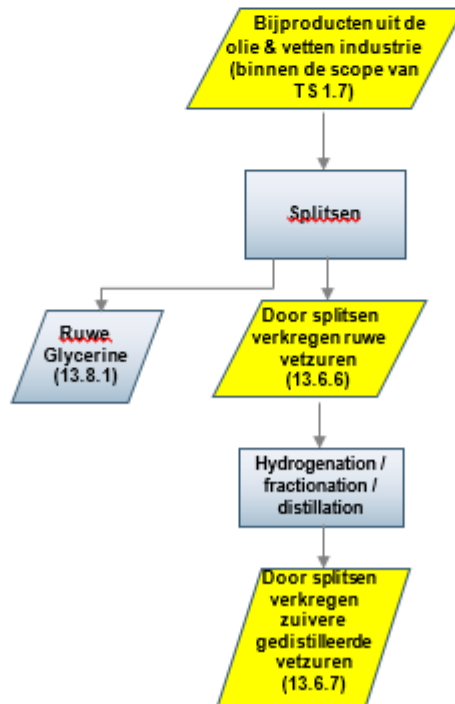 Bijproducten uit de
olie & vetten industrie
(binnen de scope van
TS 1.7)
Splitsen
Ruwe
Glycerine
(13.8.1)
Door splitsen
verkregen ruwe
vetzuren
(13.6.6)
Hydrogenation /
fractionation /
distillation
Door splitsen
verkregen
zuivere
gedistilleerde
vetzuren
(13.6.7)